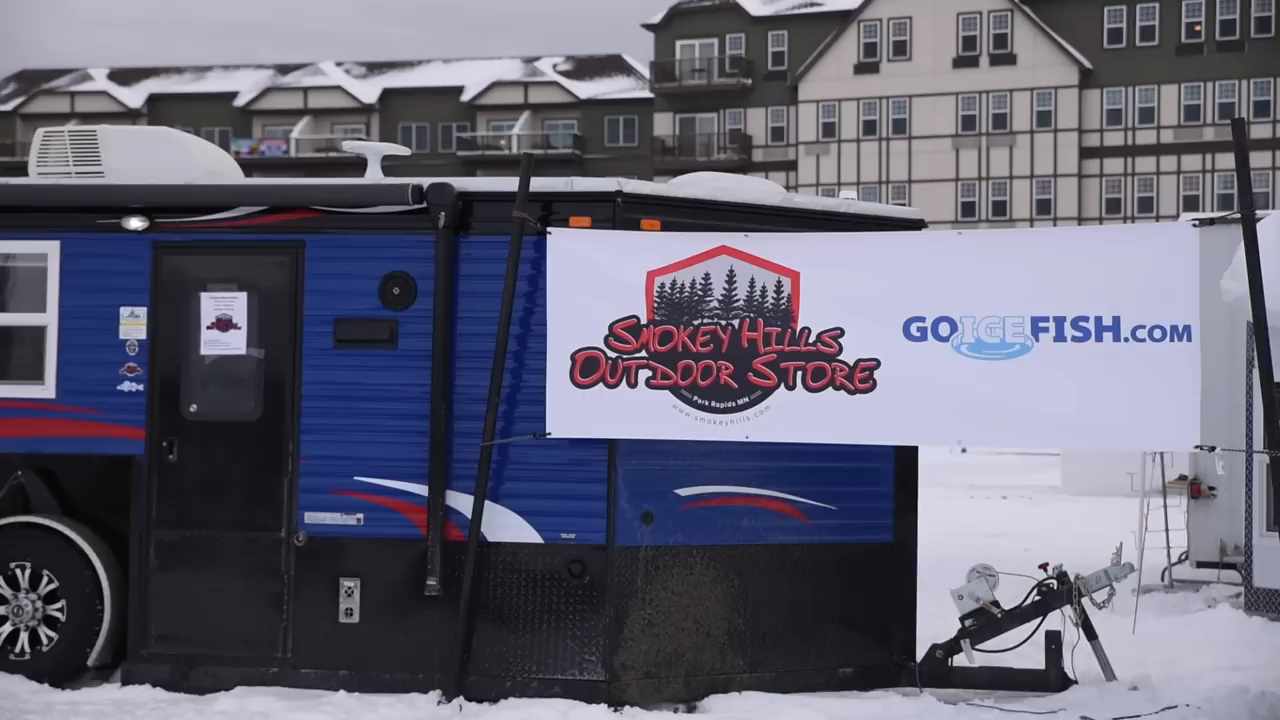 SMOKEY HILLS
OUTDOOR STORE
Park Rapids MN
www.smokeyhills.com
GOICEFISH.COM